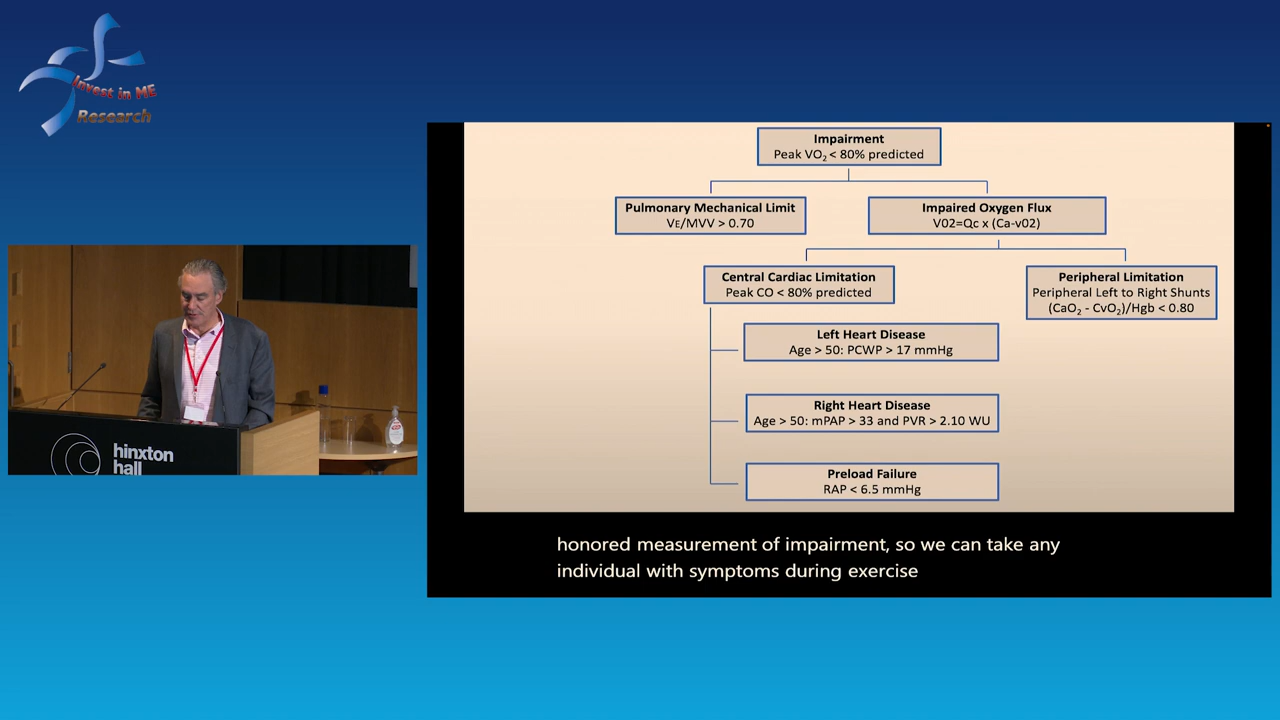 Invest in ME
Research
Impairment
Peak VO₂ < 80% predicted
Pulmonary Mechanical Limit
VE/MVV > 0.70
Impaired Oxygen Flux
V02=Qc x (Ca-v02)
Central Cardiac Limitation
Peak CO < 80% predicted
Peripheral Limitation
Peripheral Left to Right Shunts
(CaO₂ - CvO₂)/Hgb < 0.80
Left Heart Disease
Age > 50: PCWP > 17 mmHg
Right Heart Disease
Age > 50: mPAP > 33 and PVR > 2.10 WU
Preload Failure
RAP < 6.5 mmHg
hinxton
hall
honored measurement of impairment, so we can take any
individual with symptoms during exercise